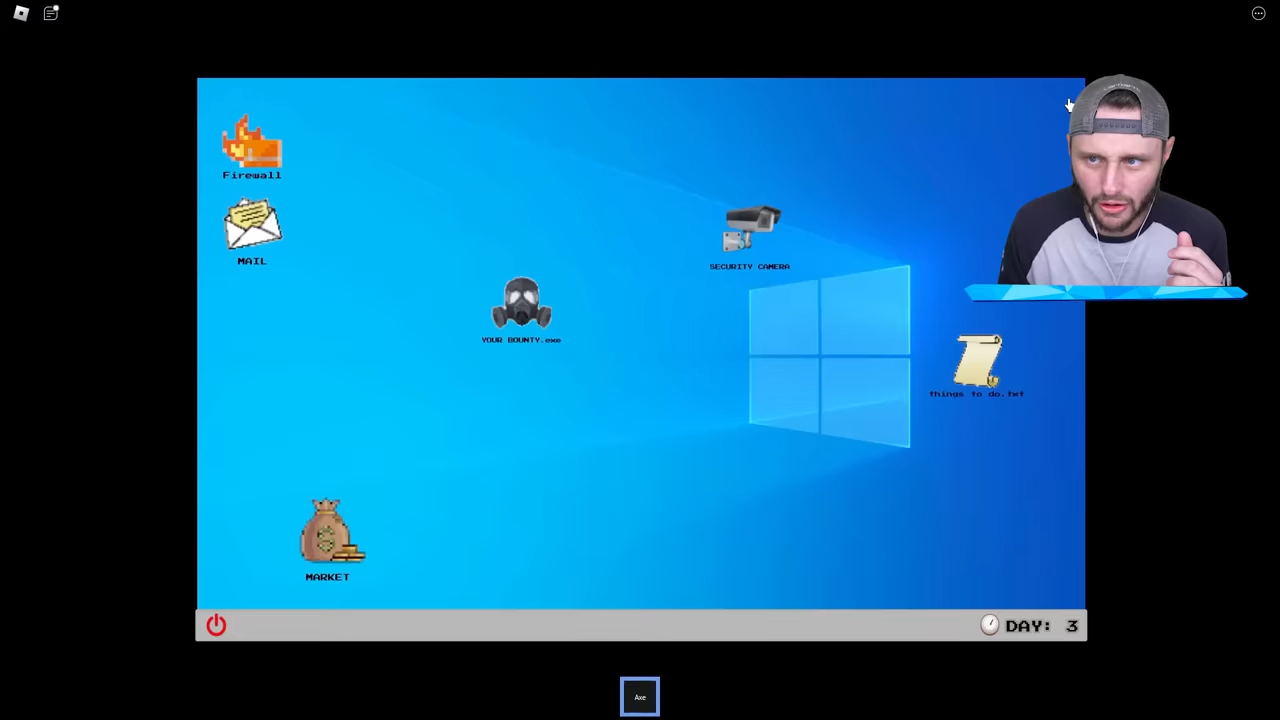 Firewall
MAIL
SECURITY CAMERA
YOUR BOUNTY.exe
things to do.txt
MARKET
DAY: 3
Axe